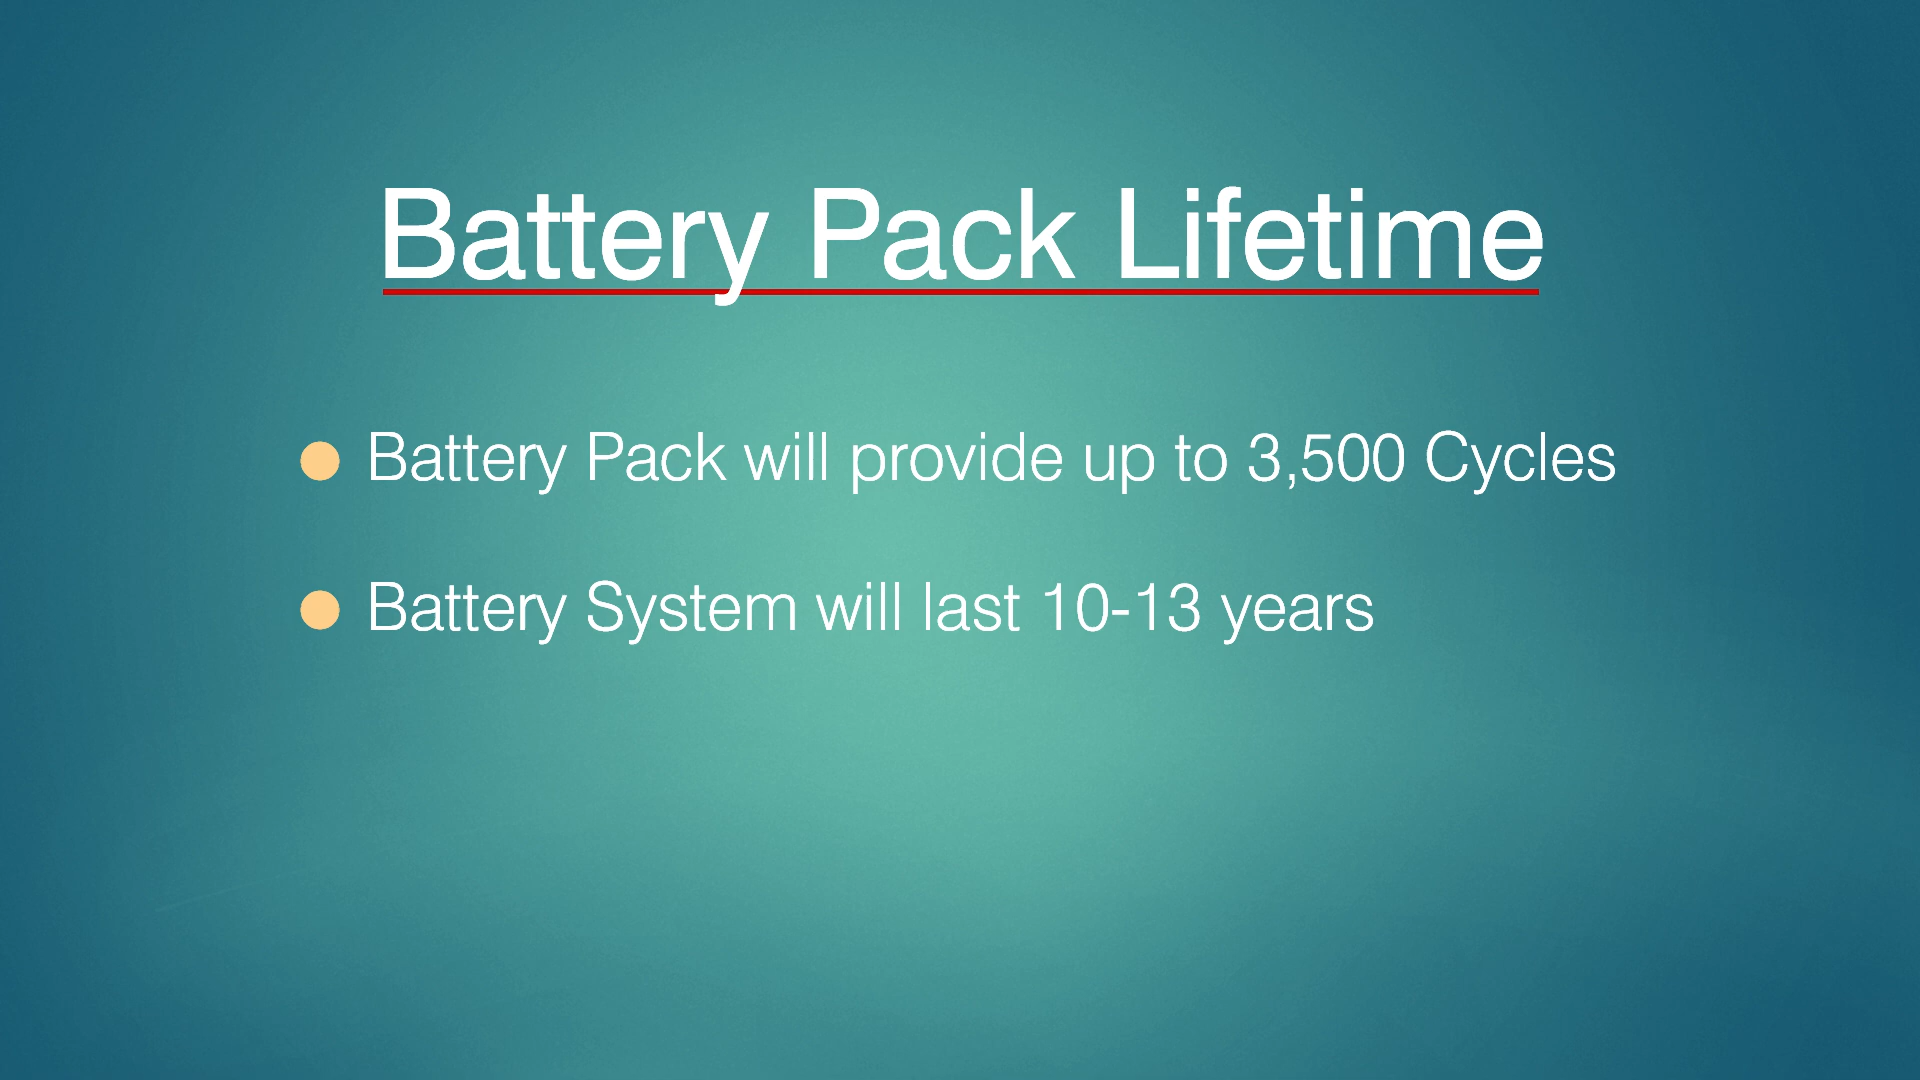 Battery Pack Lifetime
Battery Pack will provide up to 3,500 Cycles
Battery System will last 10-13 years